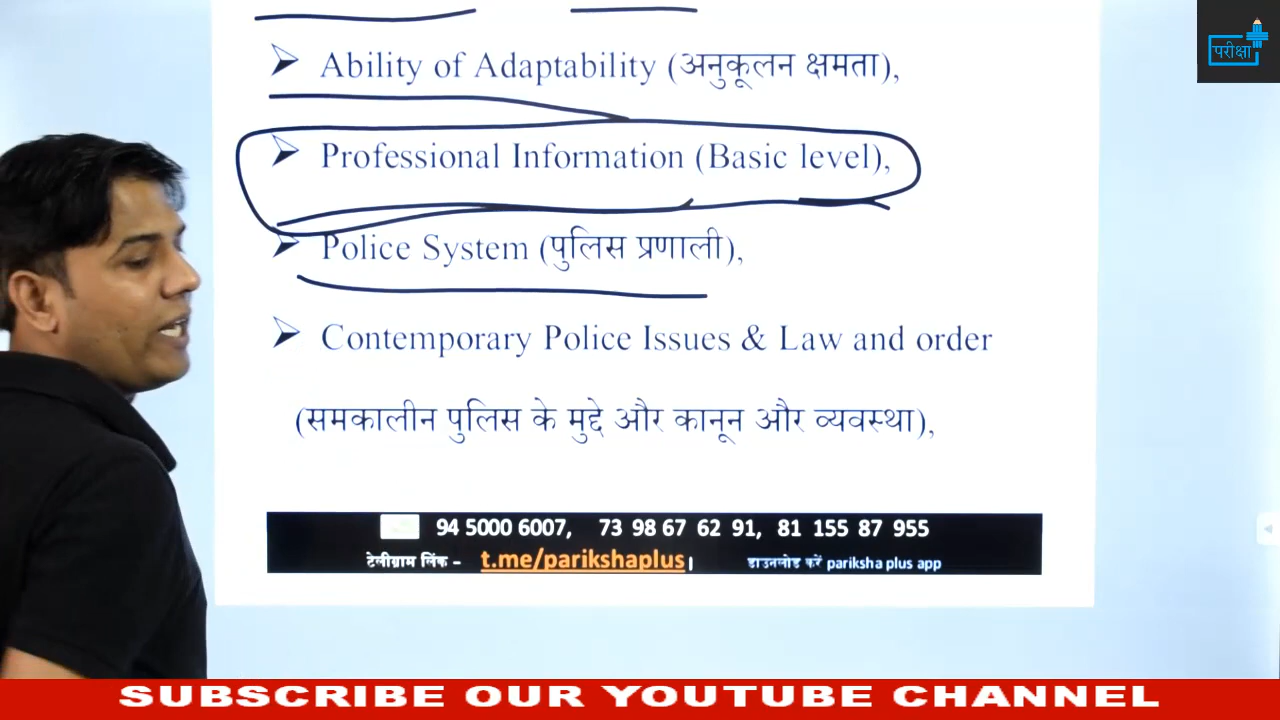 परीक्षा
Ability of Adaptability (अनुकूलन क्षमता),
Professional Information (Basic level),
Police System (पुलिस प्रणाली),
Contemporary Police Issues & Law and order
(समकालीन पुलिस के मुद्दे और कानून और व्यवस्था),
94 5000 6007, 73 98 67 62 91, 81 155 87 955
टेलीग्राम लिंक – t.me/parikshaplus। डाउनलोड करें pariksha plus app
SUBSCRIBE OUR YOUTUBE CHANNEL